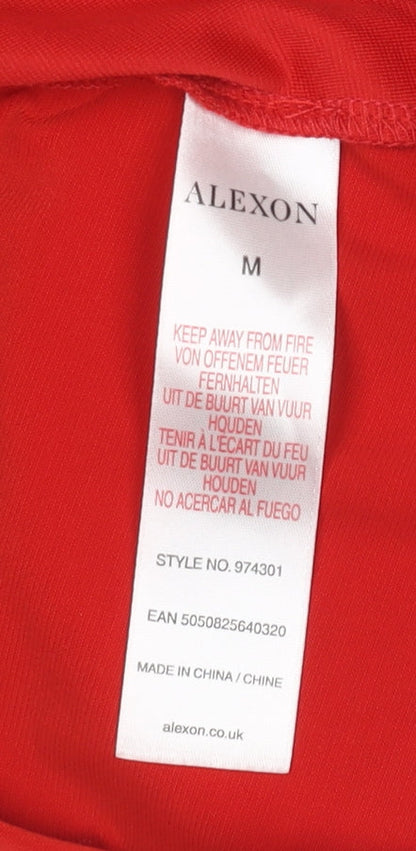 ALEXON
M
KEEP AWAY FROM FIRE
VON OFFENEM FEUER
FERNHALTEN
UIT DE BUURT VAN VUUR
HOUDEN
TENIR À L'ÉCART DU FEU
UIT DE BUURT VAN VUUR
HOUDEN
NO ACERCAR AL FUEGO
STYLE NO. 974301
EAN 5050825640320
MADE IN CHINA / CHINE
alexon.co.uk